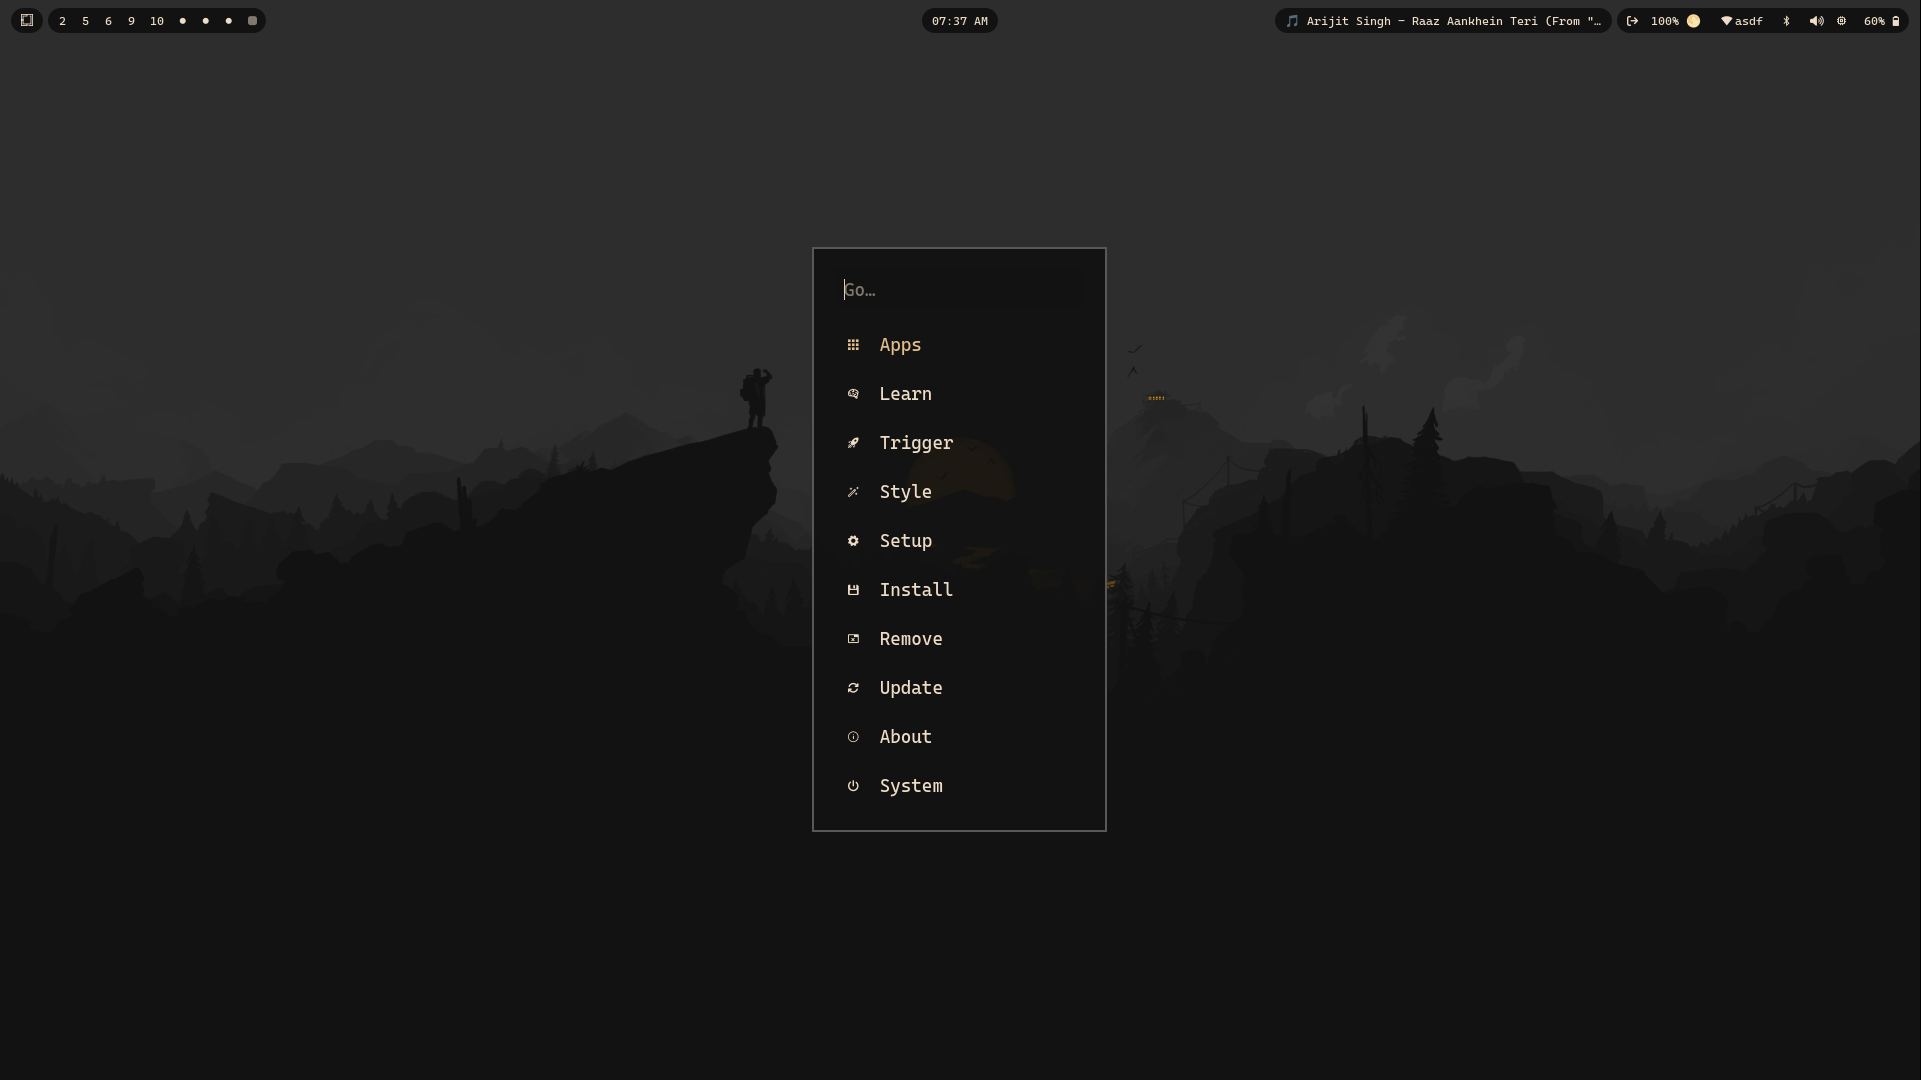 2 5 6 9 10
07:37 AM
Arijit Singh – Raaz Aankhein Teri (From "…
100%
asdf
60%
Go…
Apps
Learn
Trigger
Style
Setup
Install
Remove
Update
About
System